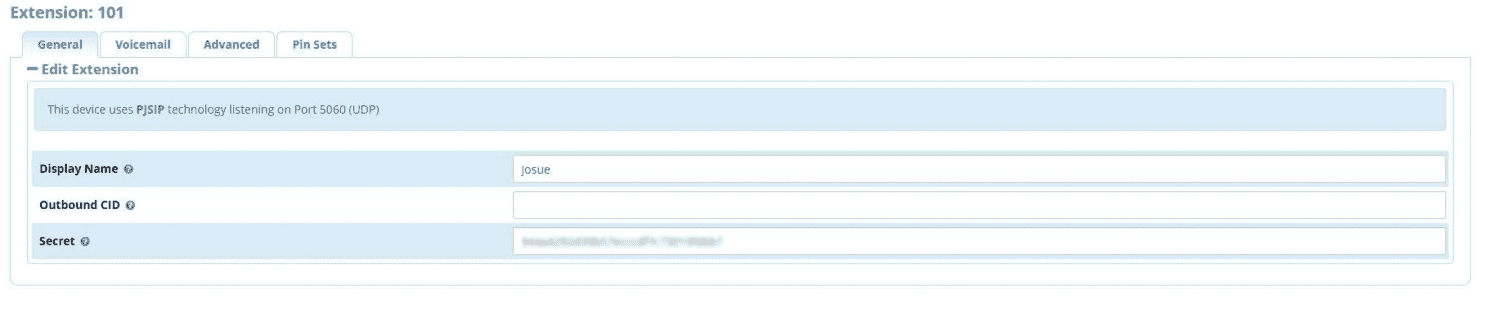 Extension: 101
General Voicemail Advanced Pin Sets
Edit Extension
This device uses PJSIP technology listening on Port 5060 (UDP)
Display Name Josue
Outbound CID
Secret